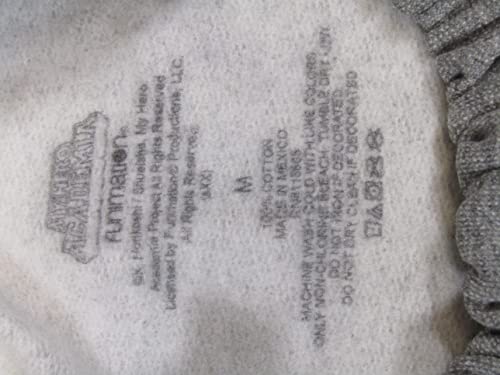 MY HERO
ACADEMIA
FUNIMATION®
©K. Horikoshi / Shueisha, My Hero
Academia Project All Rights Reserved
Licensed by Funimation® Productions, LLC.
All Rights Reserved.
M
100% COTTON
MADE IN MEXICO
MACHINE WASH COLD WITH LIKE COLORS
ONLY NON-CHLORINE BLEACH, TUMBLE DRY LOW
DO NOT IRON IF DECORATED
DO NOT DRY CLEAN IF DECORATED